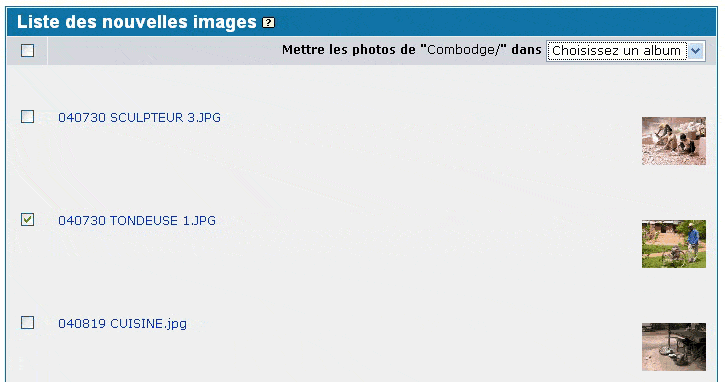 Liste des nouvelles images ?
Mettre les photos de "Combodge/" dans Choisissez un album
040730 SCULPTEUR 3.JPG
040730 TONDEUSE 1.JPG
040819 CUISINE.jpg